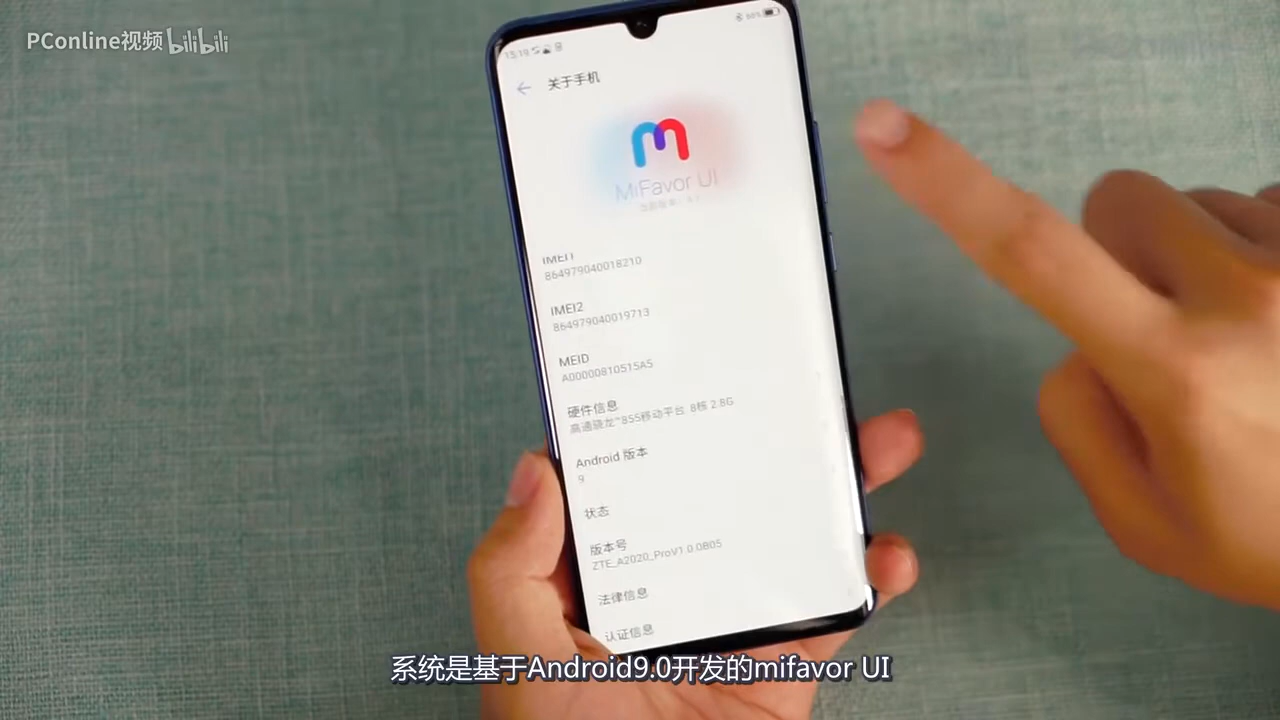 PConline视频 bilibili
15:19
关于手机
MiFavor UI
IMEI1
864979040018210
IMEI2
864979040019713
MEID
A00000810515A5
硬件信息
高通骁龙™855移动平台 8核 2.8G
Android 版本
9
状态
版本号
ZTE_A2020_ProV1.0.0B05
法律信息
认证信息
系统是基于Android9.0开发的mifavor UI